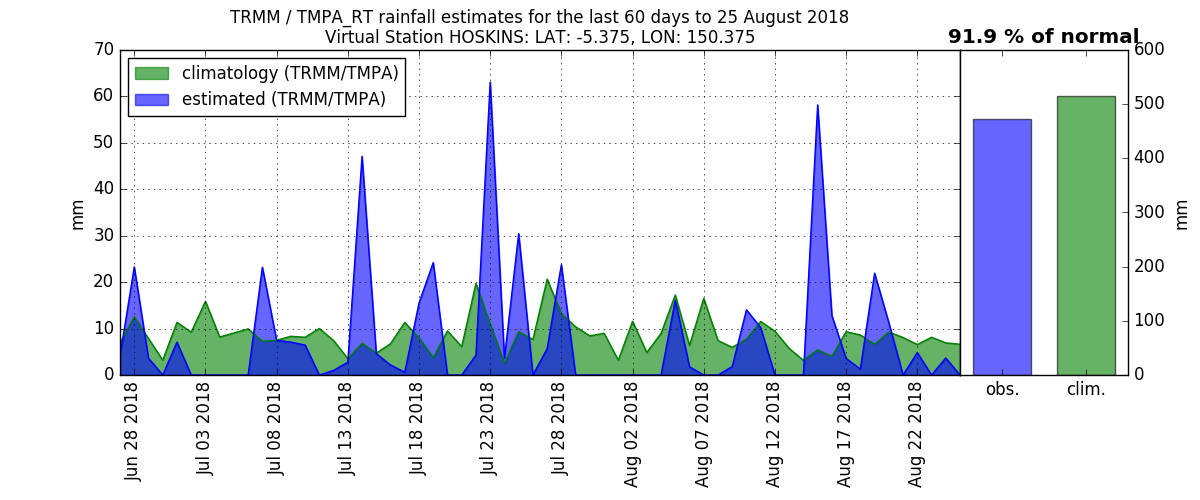 TRMM / TMPA_RT rainfall estimates for the last 60 days to 25 August 2018
Virtual Station HOSKINS: LAT: -5.375, LON: 150.375
91.9 % of normal
climatology (TRMM/TMPA)
estimated (TRMM/TMPA)
70
60
50
40
30
20
10
0
mm
Jun 28 2018
Jul 03 2018
Jul 08 2018
Jul 13 2018
Jul 18 2018
Jul 23 2018
Jul 28 2018
Aug 02 2018
Aug 07 2018
Aug 12 2018
Aug 17 2018
Aug 22 2018
600
500
400
300
200
100
0
mm
obs.
clim.